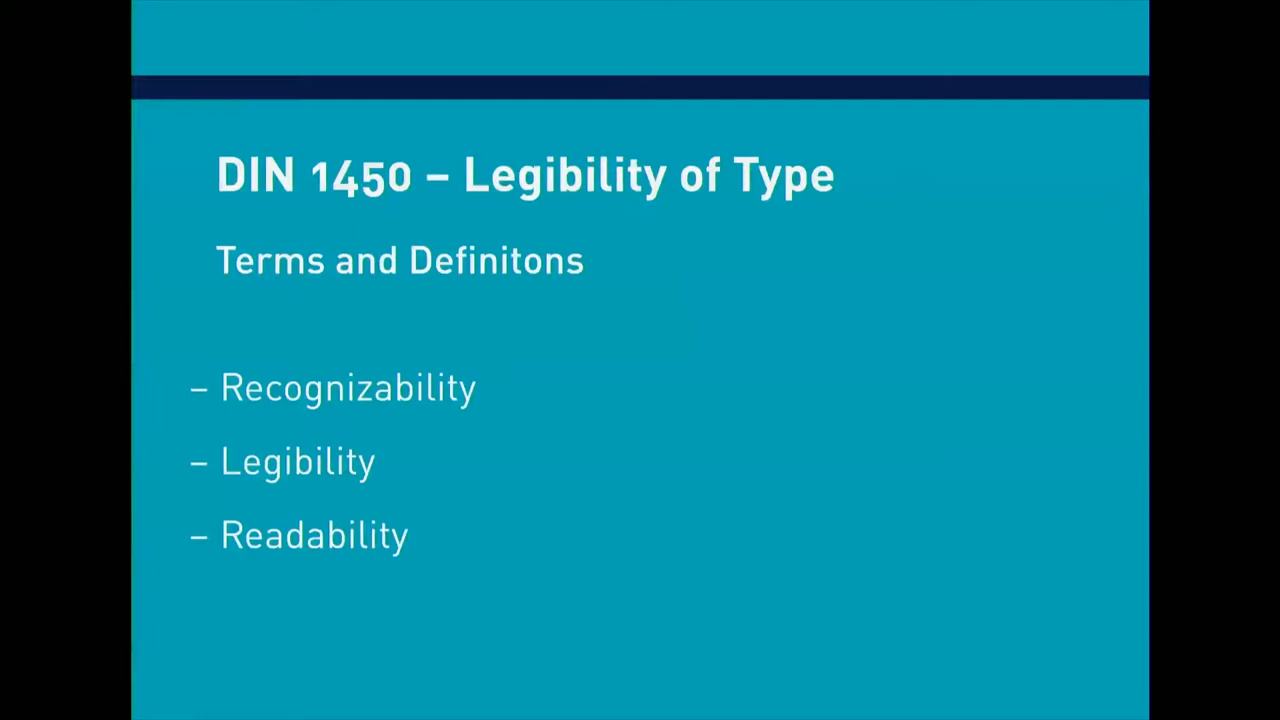 DIN 1450 – Legibility of Type
Terms and Definitons
– Recognizability
– Legibility
– Readability